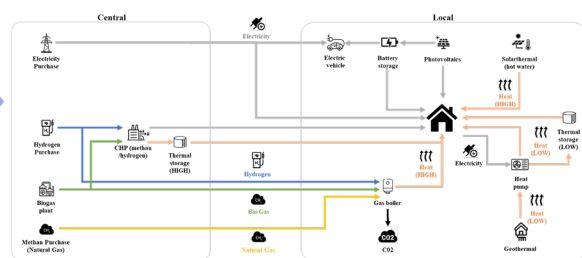 Central
Local
Electricity
Electricity
Purchase
Electric
vehicle
Battery
storage
Photovoltaics
Solarthermal
(hot water)
Heat
(HIGH)
Hydrogen
Purchase
CHP (methan
/hydrogen)
Thermal
storage
(HIGH)
Hydrogen
Heat
(HIGH)
Electricity
Heat
(LOW)
Thermal
storage
(LOW)
Heat
pump
Biogas
plant
Bio Gas
Gas boiler
Heat
(LOW)
Methan Purchase
(Natural Gas)
Natural Gas
CO2
C02
Geothermal